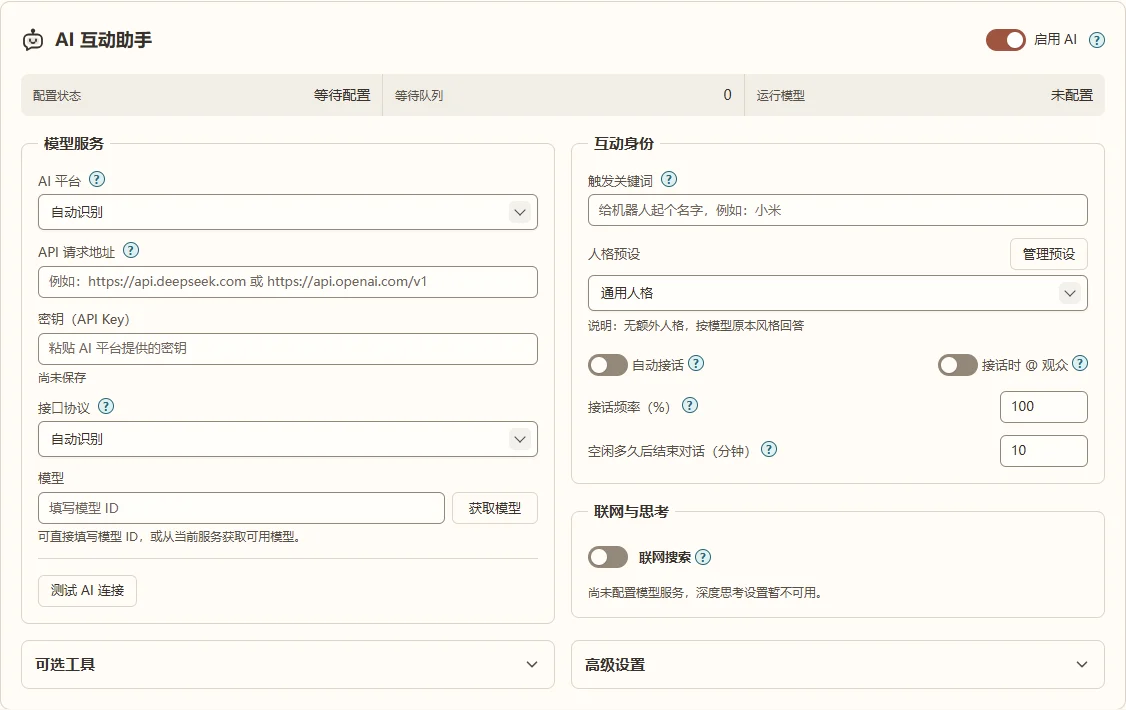 AI 互动助手
启用 AI ?
配置状态 等待配置 等待队列 0 运行模型 未配置
模型服务
AI 平台 ?
自动识别
API 请求地址 ?
例如：https://api.deepseek.com 或 https://api.openai.com/v1
密钥（API Key）
粘贴 AI 平台提供的密钥
尚未保存
接口协议 ?
自动识别
模型
填写模型 ID
获取模型
可直接填写模型 ID，或从当前服务获取可用模型。
测试 AI 连接
互动身份
触发关键词 ?
给机器人起个名字，例如：小米
人格预设
管理预设
通用人格
说明：无额外人格，按模型原本风格回答
自动接话 ?
接话时 @ 观众 ?
接话频率（%） ?
100
空闲多久后结束对话（分钟） ?
10
联网与思考
联网搜索 ?
尚未配置模型服务，深度思考设置暂不可用。
可选工具
高级设置